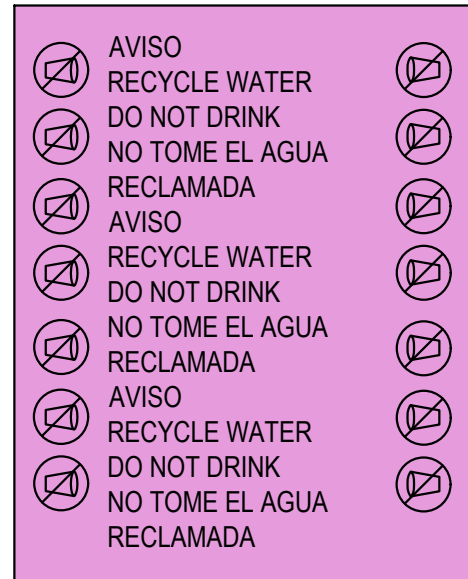 AVISO
RECYCLE WATER
DO NOT DRINK
NO TOME EL AGUA
RECLAMADA
AVISO
RECYCLE WATER
DO NOT DRINK
NO TOME EL AGUA
RECLAMADA
AVISO
RECYCLE WATER
DO NOT DRINK
NO TOME EL AGUA
RECLAMADA